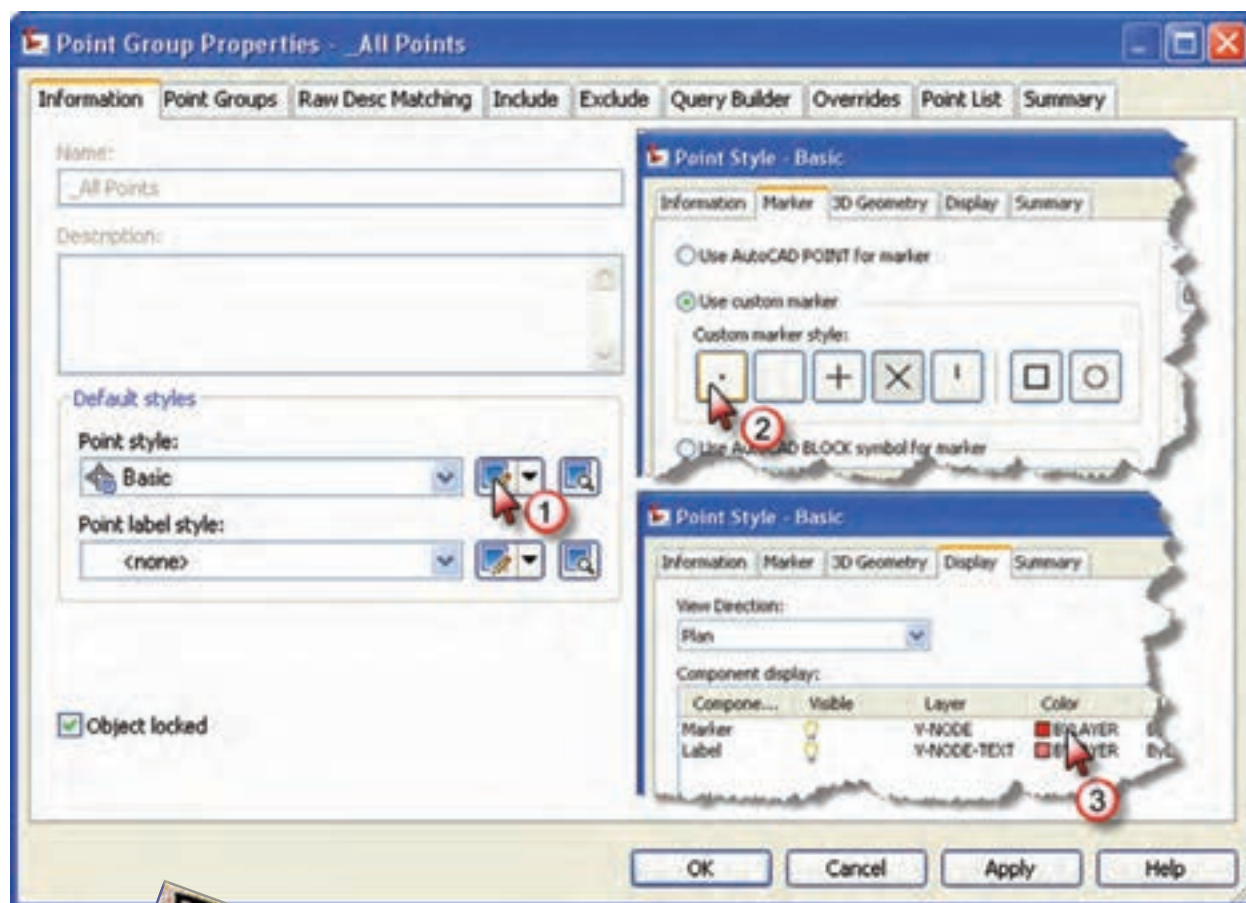 Point Group Properties - _All Points
Information Point Groups Raw Desc Matching Include Exclude Query Builder Overrides Point List Summary
Name:
_All Points
Description:
Default styles
Point style:
Basic
1
Point label style:
<none>
Object locked
Point Style - Basic
Information Marker 3D Geometry Display Summary
Use AutoCAD POINT for marker
Use custom marker
Custom marker style:
2
BLOCK symbol for marker
Point Style - Basic
Information Marker 3D Geometry Display Summary
View Direction:
Plan
Component display:
Compone... Visible Layer Color
Marker V-NODE
Label V-NODE-TEXT
3
OK Cancel Apply Help